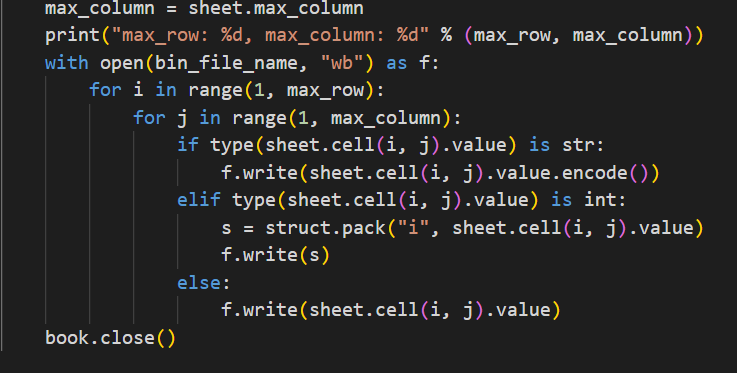 max_column = sheet.max_column
print("max_row: %d, max_column: %d" % (max_row, max_column))
with open(bin_file_name, "wb") as f:
    for i in range(1, max_row):
        for j in range(1, max_column):
            if type(sheet.cell(i, j).value) is str:
                f.write(sheet.cell(i, j).value.encode())
            elif type(sheet.cell(i, j).value) is int:
                s = struct.pack("i", sheet.cell(i, j).value)
                f.write(s)
            else:
                f.write(sheet.cell(i, j).value)
book.close()